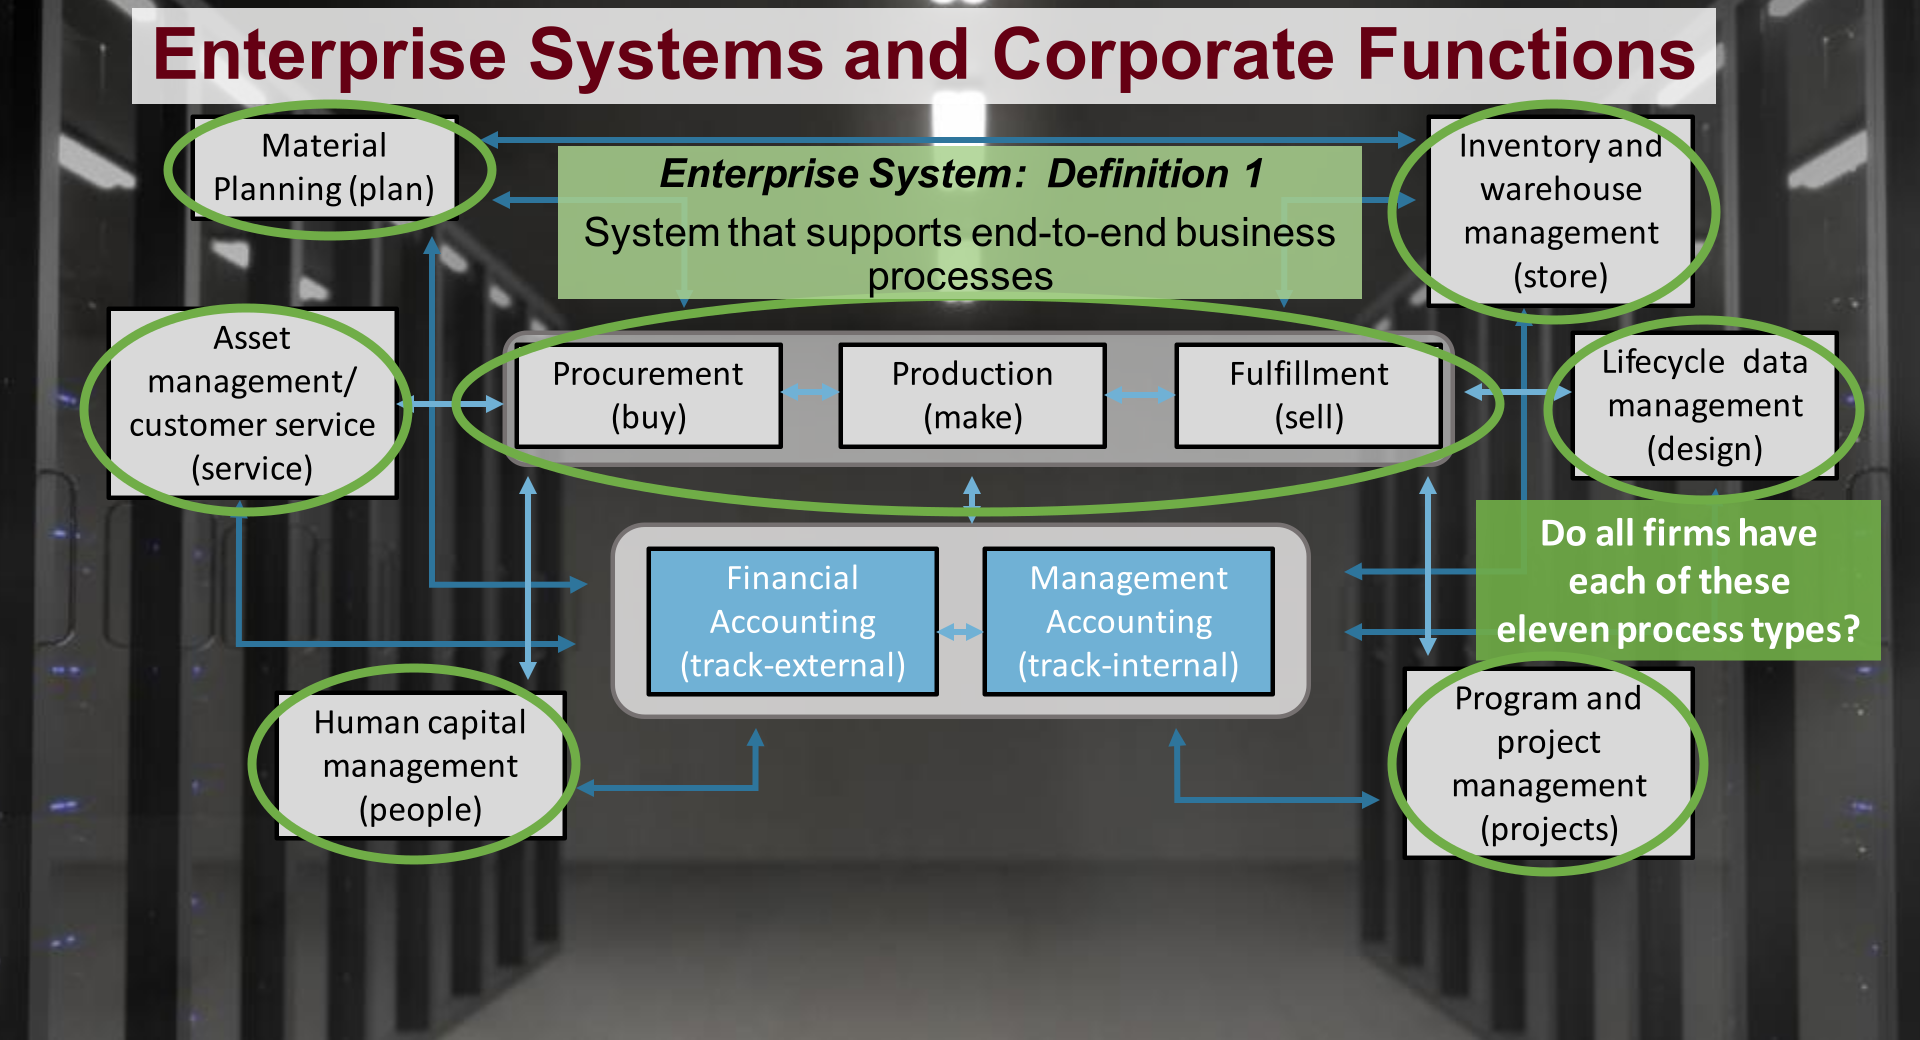 Enterprise Systems and Corporate Functions
Material
Planning (plan)
Enterprise System: Definition 1
System that supports end-to-end business
processes
Inventory and
warehouse
management
(store)
Asset
management/
customer service
(service)
Procurement
(buy)
Production
(make)
Fulfillment
(sell)
Lifecycle data
management
(design)
Do all firms have
each of these
eleven process types?
Financial
Accounting
(track-external)
Management
Accounting
(track-internal)
Human capital
management
(people)
Program and
project
management
(projects)